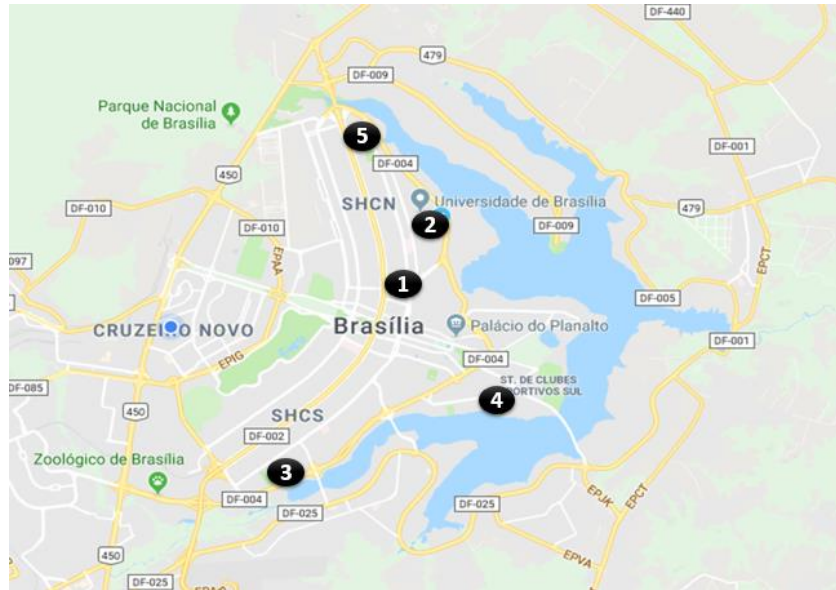 DF-440
479
DF-009
Parque Nacional
de Brasília
5
DF-004
DF-001
450
SHCN
Universidade de Brasília
DF-010
2
479
DF-009
DF-010
097
EPAA
EPCT
1
DF-005
CRUZEIRO NOVO
Brasília
Palácio do Planalto
DF-001
EPIG
DF-004
DF-085
ST. DE CLUBES
PORTIVOS SUL
4
450
SHCS
DF-002
Zoológico de Brasília
3
DF-004
DF-025
DF-025
EPJK
EPCT
450
EPVA
DF-025